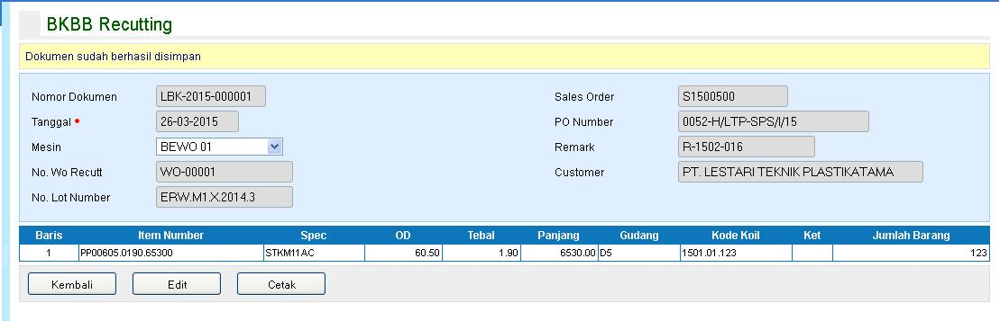 BKBB Recutting
Dokumen sudah berhasil disimpan
Nomor Dokumen LBK-2015-000001 Sales Order S1500500
Tanggal • 26-03-2015 PO Number 0052-H/LTP-SPS/I/15
Mesin BEWO 01 Remark R-1502-016
No. Wo Recutt WO-00001 Customer PT. LESTARI TEKNIK PLASTIKATAMA
No. Lot Number ERW.M1.X.2014.3
Baris Item Number Spec OD Tebal Panjang Gudang Kode Koil Ket Jumlah Barang
1 PP00605.0190.65300 STKM11AC 60.50 1.90 6530.00 D5 1501.01.123 123
Kembali Edit Cetak